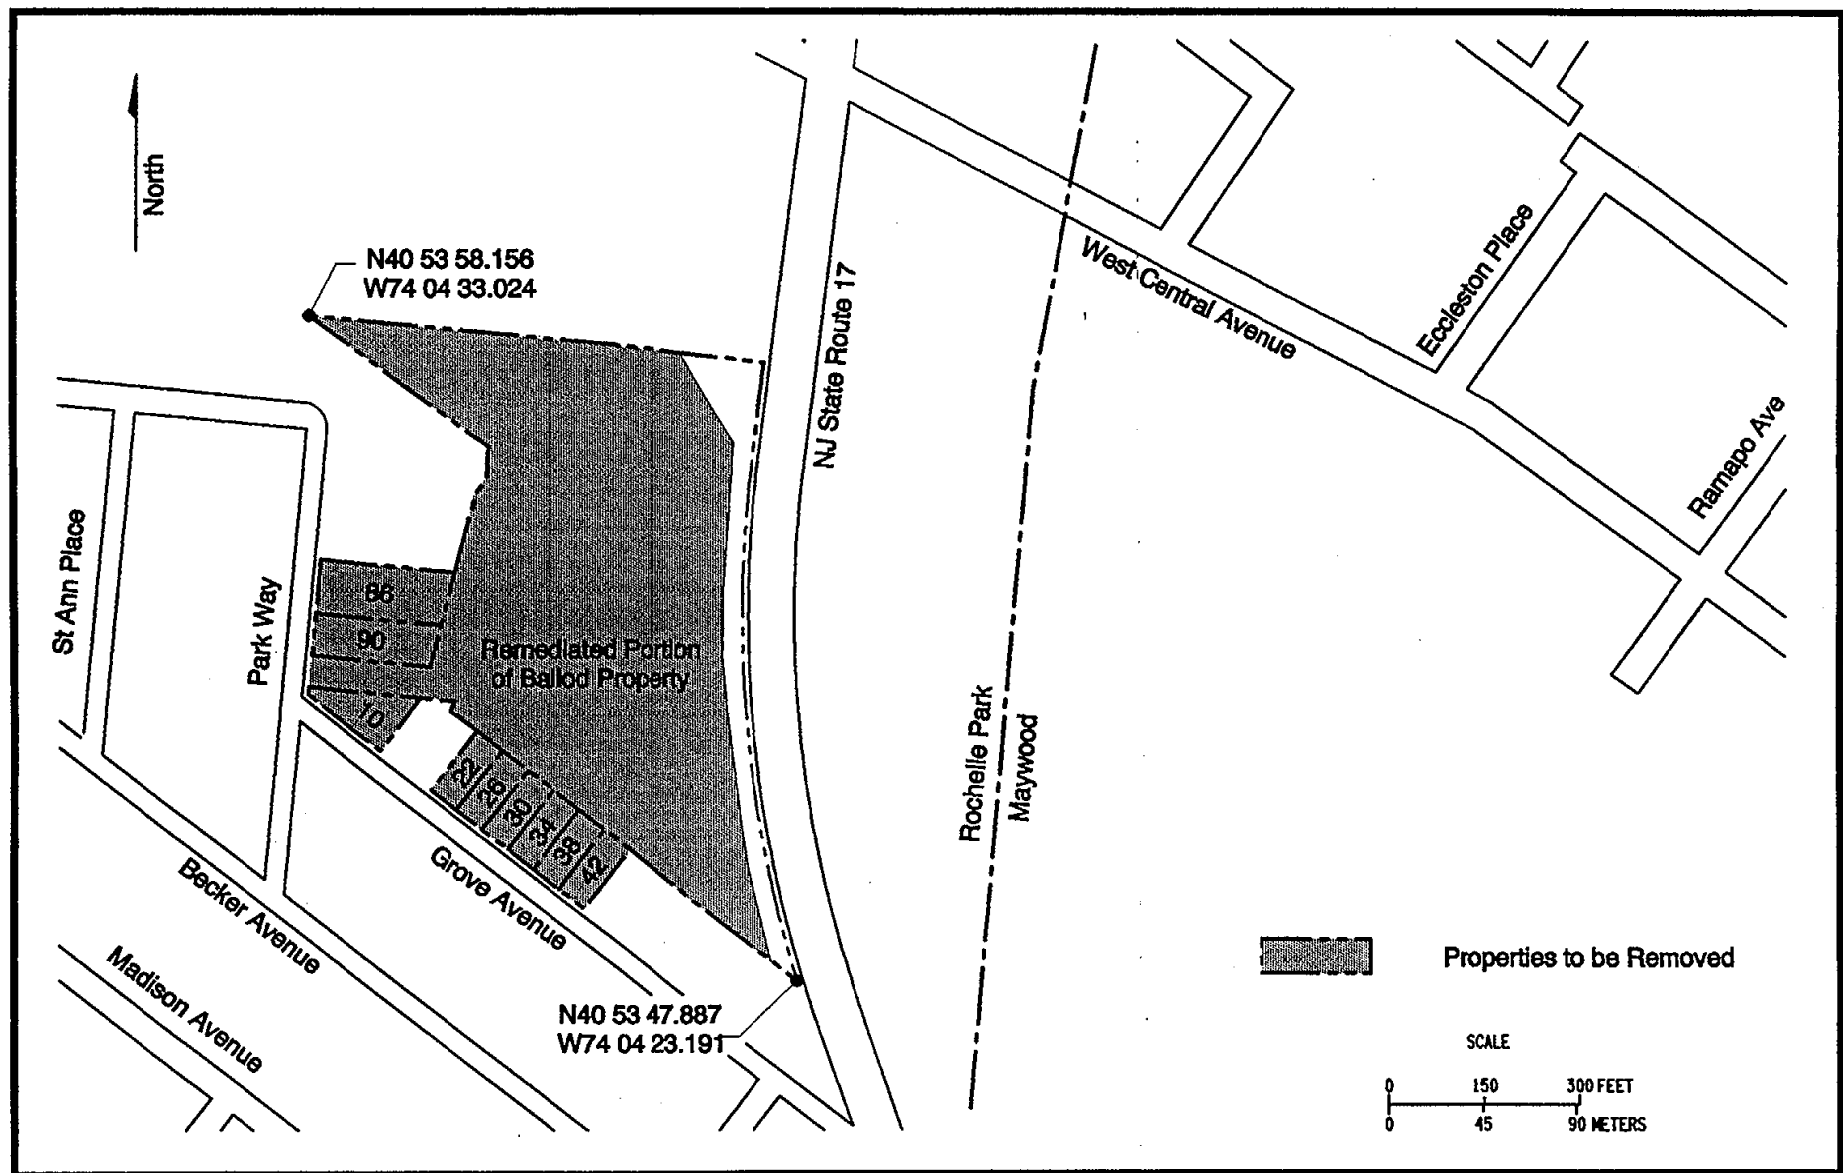 North
N40 53 58.156
W74 04 33.024
NJ State Route 17
West Central Avenue
Eccleston Place
Ramapo Ave
St Ann Place
Park Way
86
90
10
Remediated Portion
of Ballod Property
22
26
30
34
38
42
Rochelle Park
Maywood
Grove Avenue
Becker Avenue
Madison Avenue
N40 53 47.887
W74 04 23.191
Properties to be Removed
SCALE
0 150 300 FEET
0 45 90 METERS